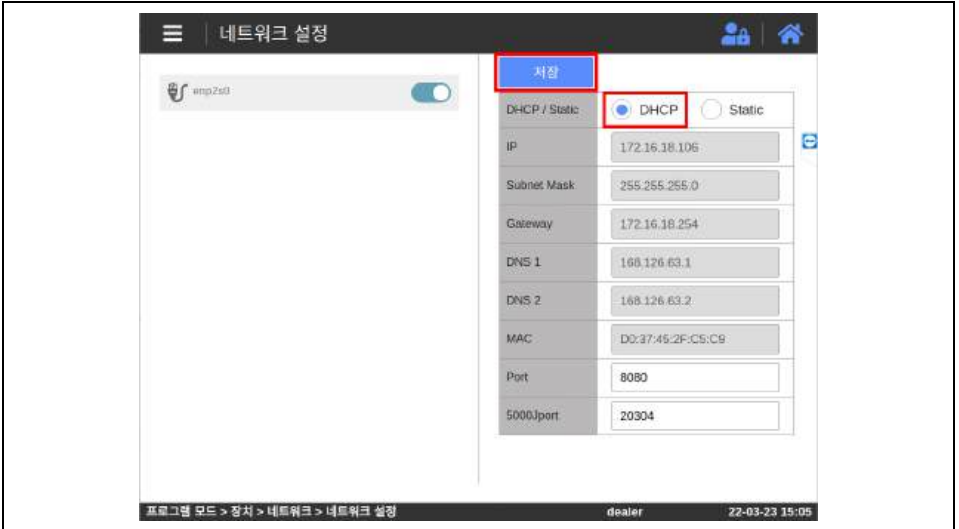 네트워크 설정
enp2s0
저장
DHCP / Static DHCP Static
IP 172.16.18.106
Subnet Mask 255.255.255.0
Gateway 172.16.18.254
DNS 1 168.126.63.1
DNS 2 168.126.63.2
MAC D0:37:45:2F:C5:C9
Port 8080
5000Jport 20304
프로그램 모드 > 장치 > 네트워크 > 네트워크 설정 dealer 22-03-23 15:05